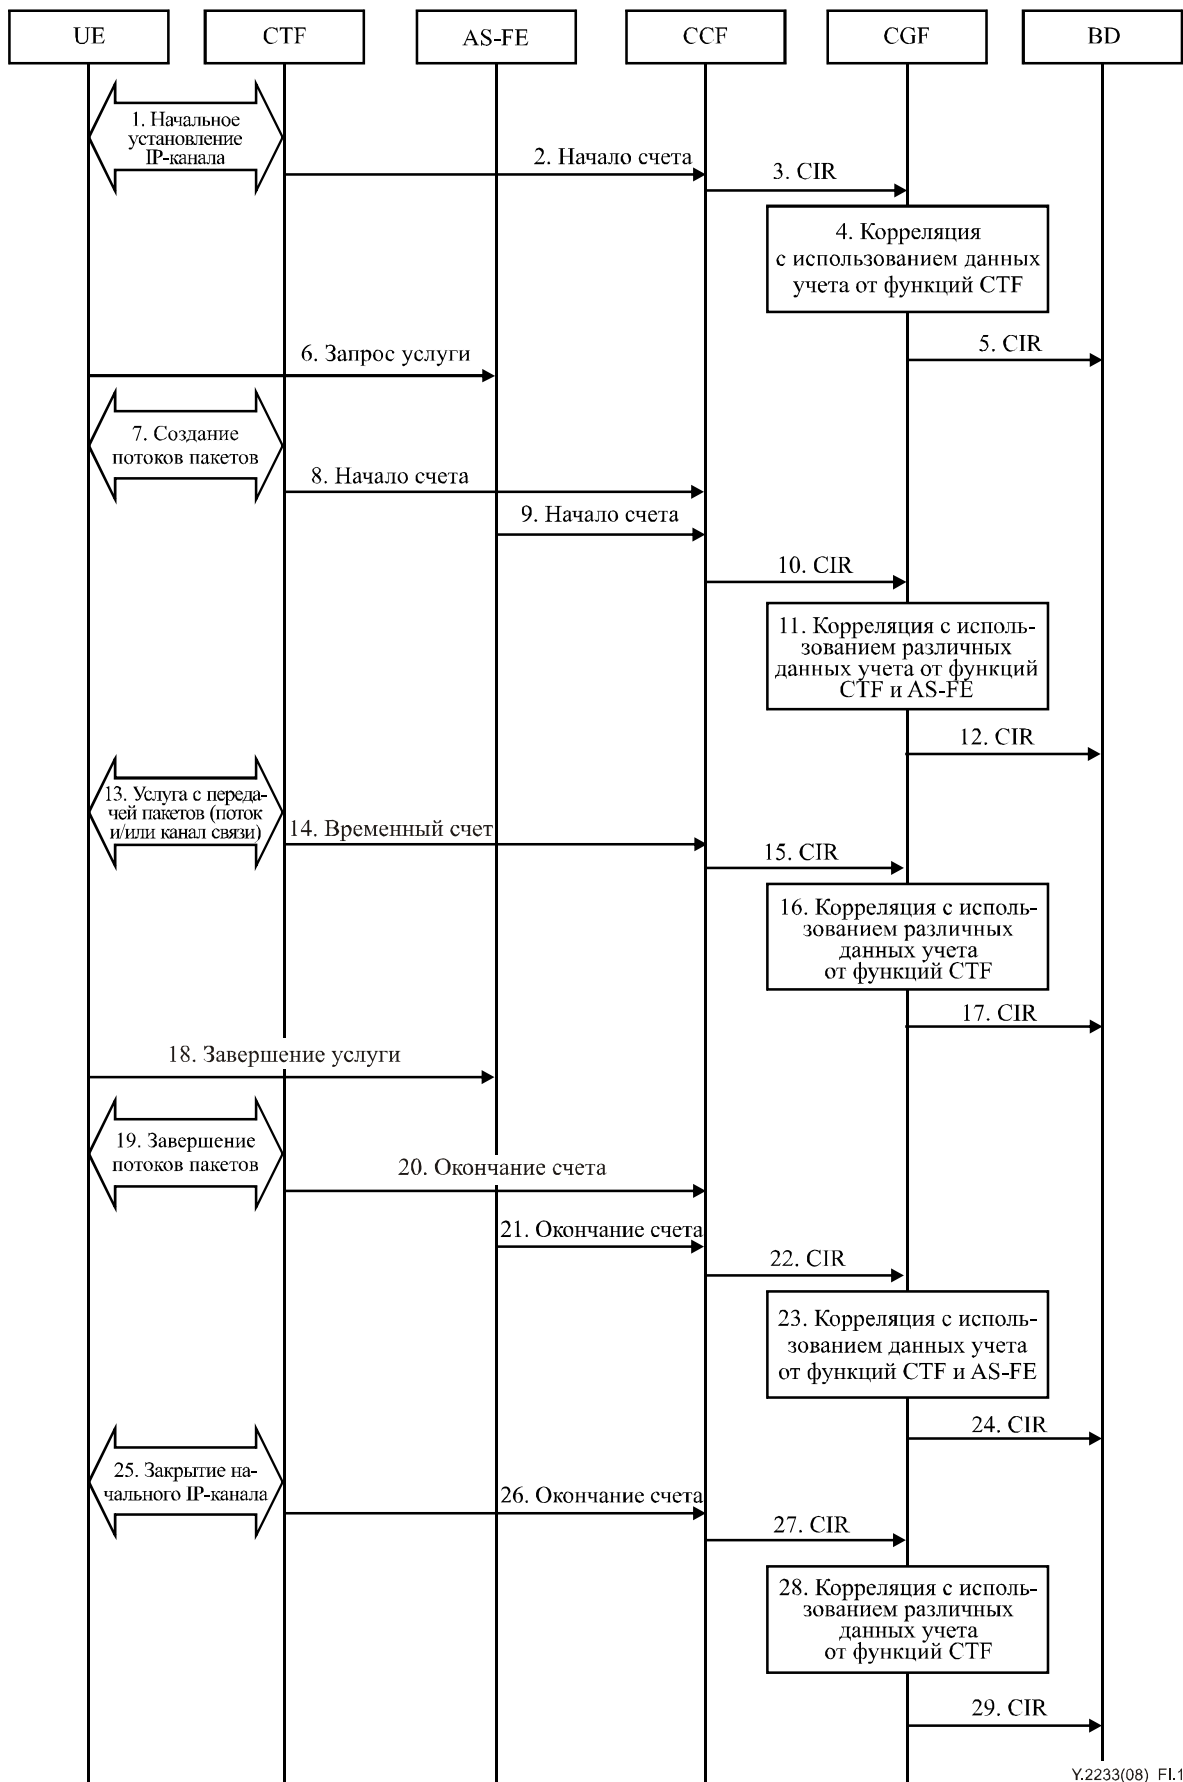 UE
CTF
AS-FE
CCF
CGF
BD
1. Начальное
установление
IP-канала
2. Начало счета
3. CIR
4. Корреляция
с использованием данных
учета от функций CTF
5. CIR
6. Запрос услуги
7. Создание
потоков пакетов
8. Начало счета
9. Начало счета
10. CIR
11. Корреляция с исполь-
зованием различных
данных учета от функций
CTF и AS-FE
12. CIR
13. Услуга с переда-
чей пакетов (поток
и/или канал связи)
14. Временный счет
15. CIR
16. Корреляция с исполь-
зованием различных
данных учета
от функций CTF
17. CIR
18. Завершение услуги
19. Завершение
потоков пакетов
20. Окончание счета
21. Окончание счета
22. CIR
23. Корреляция с исполь-
зованием данных учета
от функций CTF и AS-FE
24. CIR
25. Закрытие на-
чального IP-канала
26. Окончание счета
27. CIR
28. Корреляция с исполь-
зованием различных
данных учета
от функций CTF
29. CIR
Y.2233(08)_FI.1